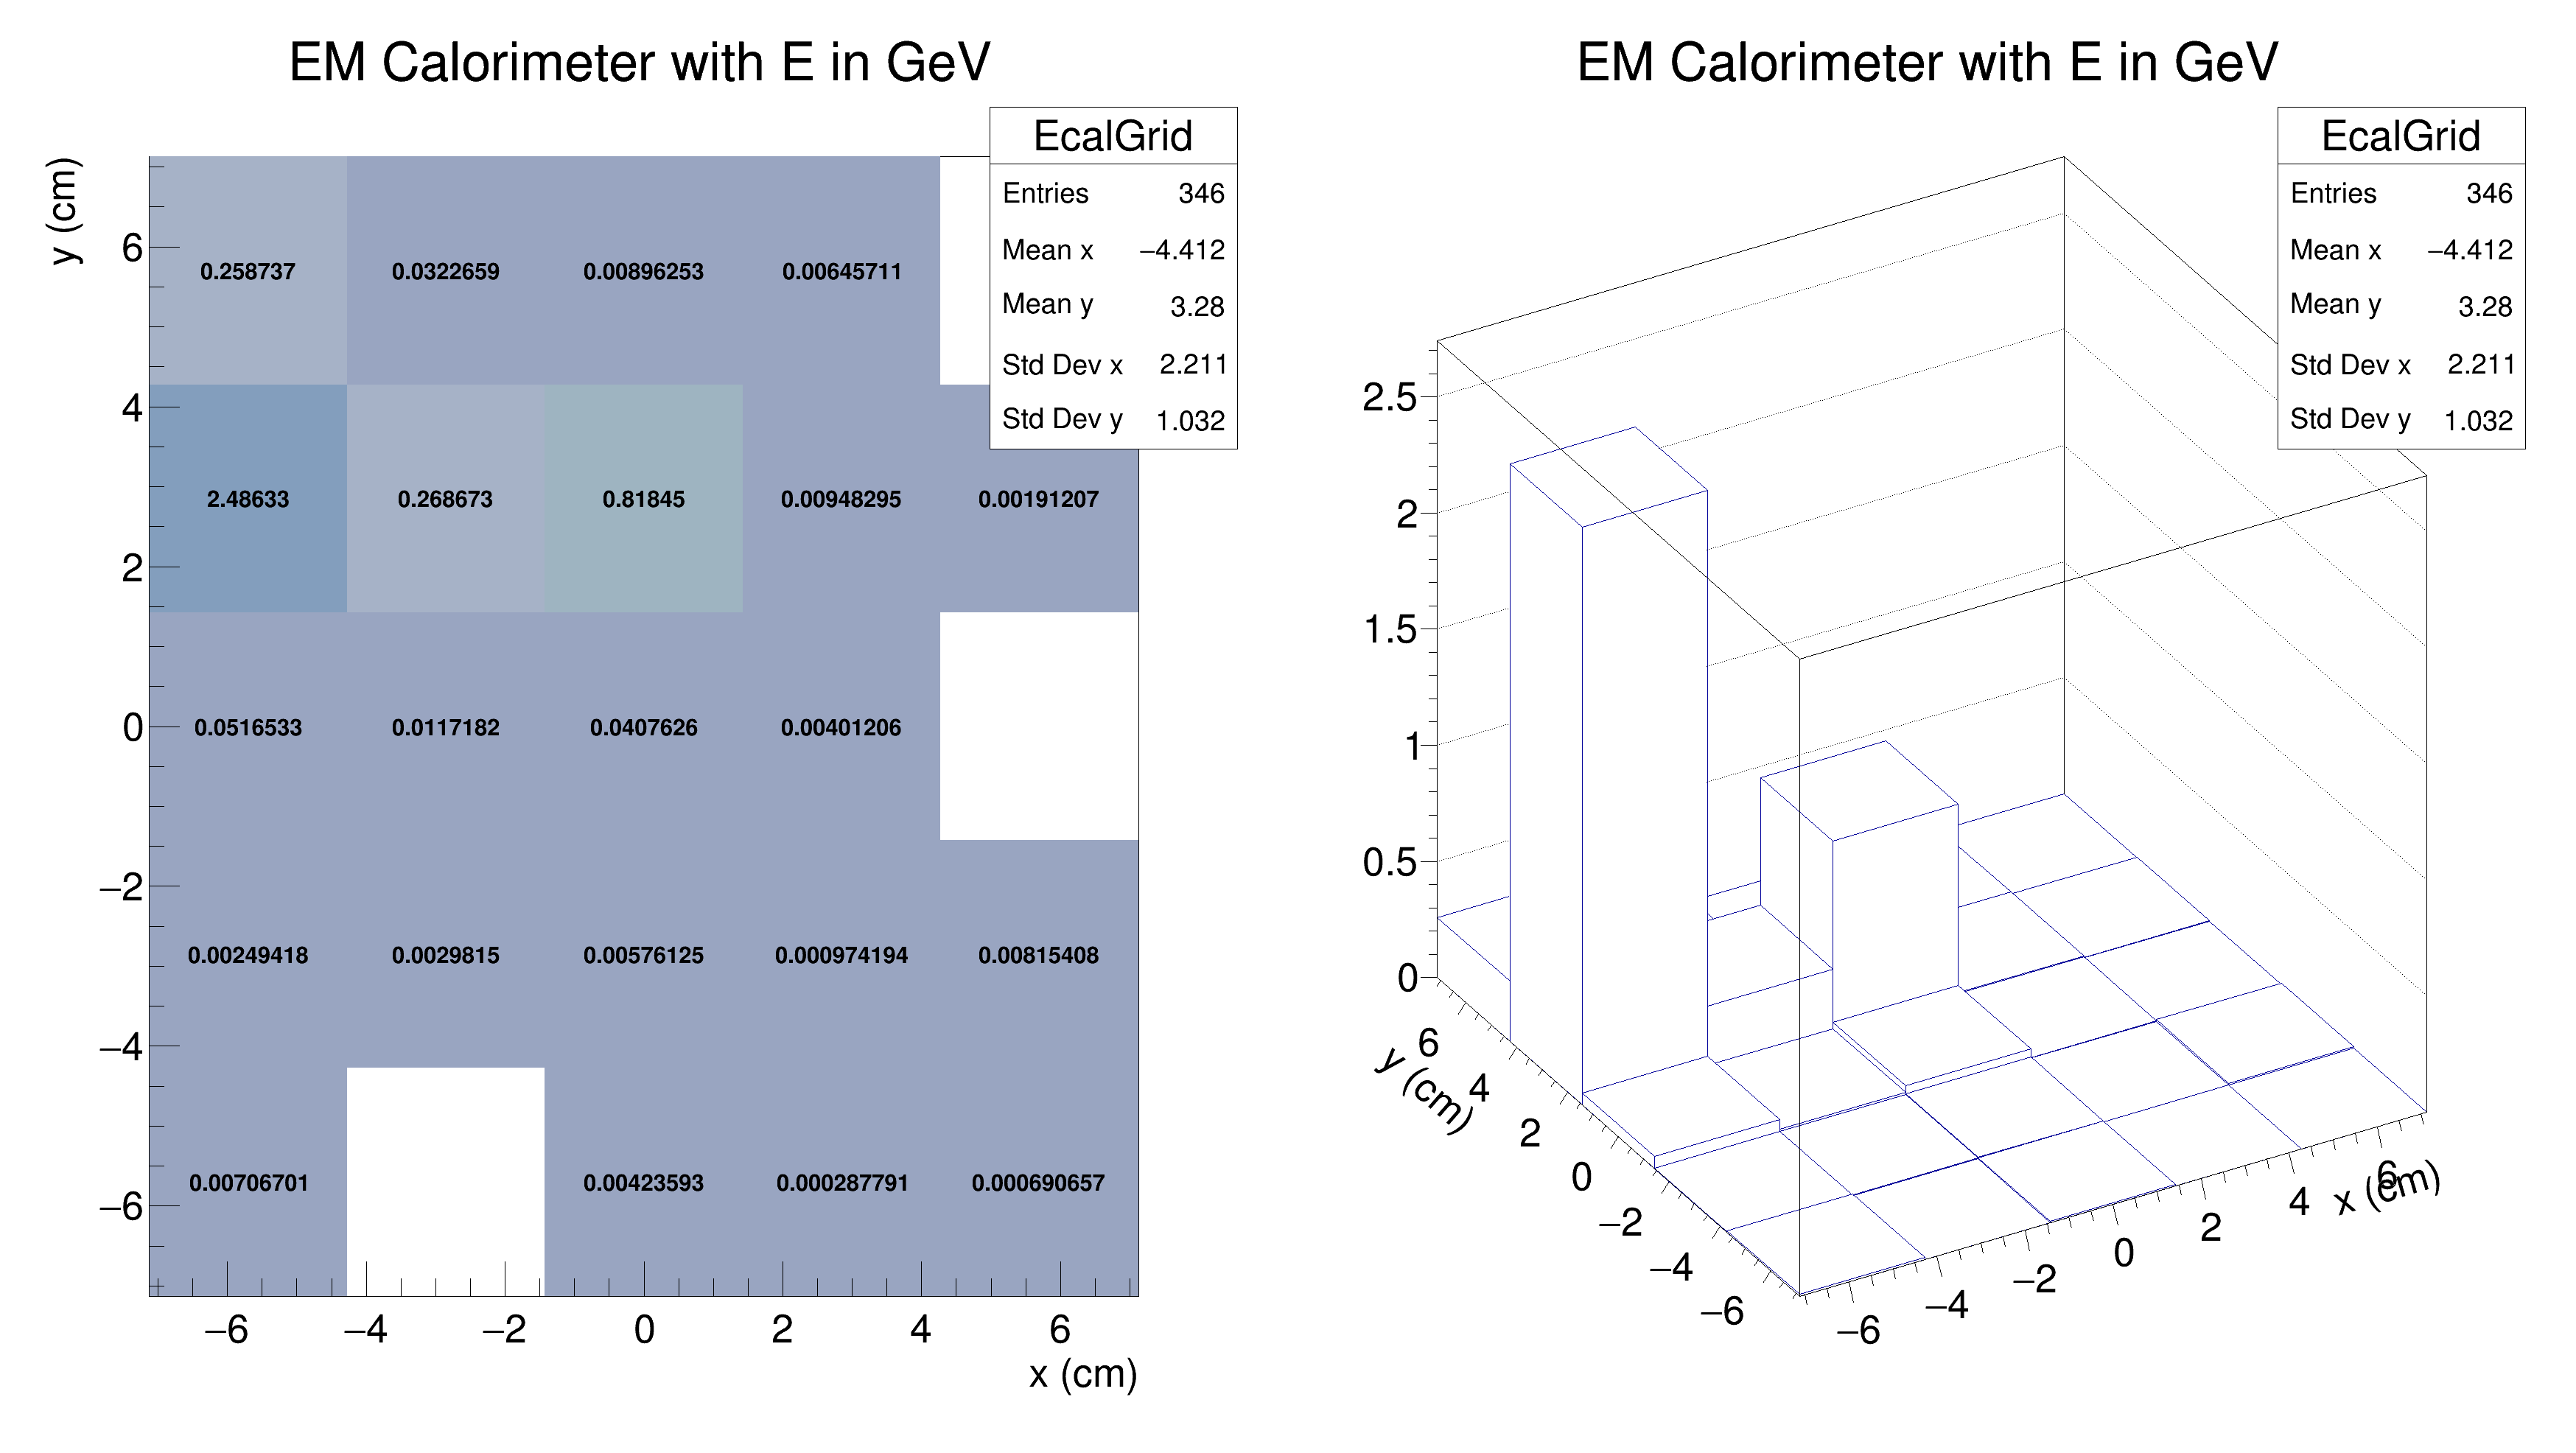 EM Calorimeter with E in GeV
EcalGrid
Entries 346
Mean x −4.412
Mean y 3.28
Std Dev x 2.211
Std Dev y 1.032
y (cm)
6
4
2
0
−2
−4
−6
0.258737 0.0322659 0.00896253 0.00645711
2.48633 0.268673 0.81845 0.00948295 0.00191207
0.0516533 0.0117182 0.0407626 0.00401206
0.00249418 0.0029815 0.00576125 0.000974194 0.00815408
0.00706701 0.00423593 0.000287791 0.000690657
−6 −4 −2 0 2 4 6
x (cm)
EM Calorimeter with E in GeV
EcalGrid
Entries 346
Mean x −4.412
Mean y 3.28
Std Dev x 2.211
Std Dev y 1.032
2.5
2
1.5
1
0.5
0
6
4
2
0
−2
−4
−6
y (cm)
−6 −4 −2 0 2 4 6
x (cm)